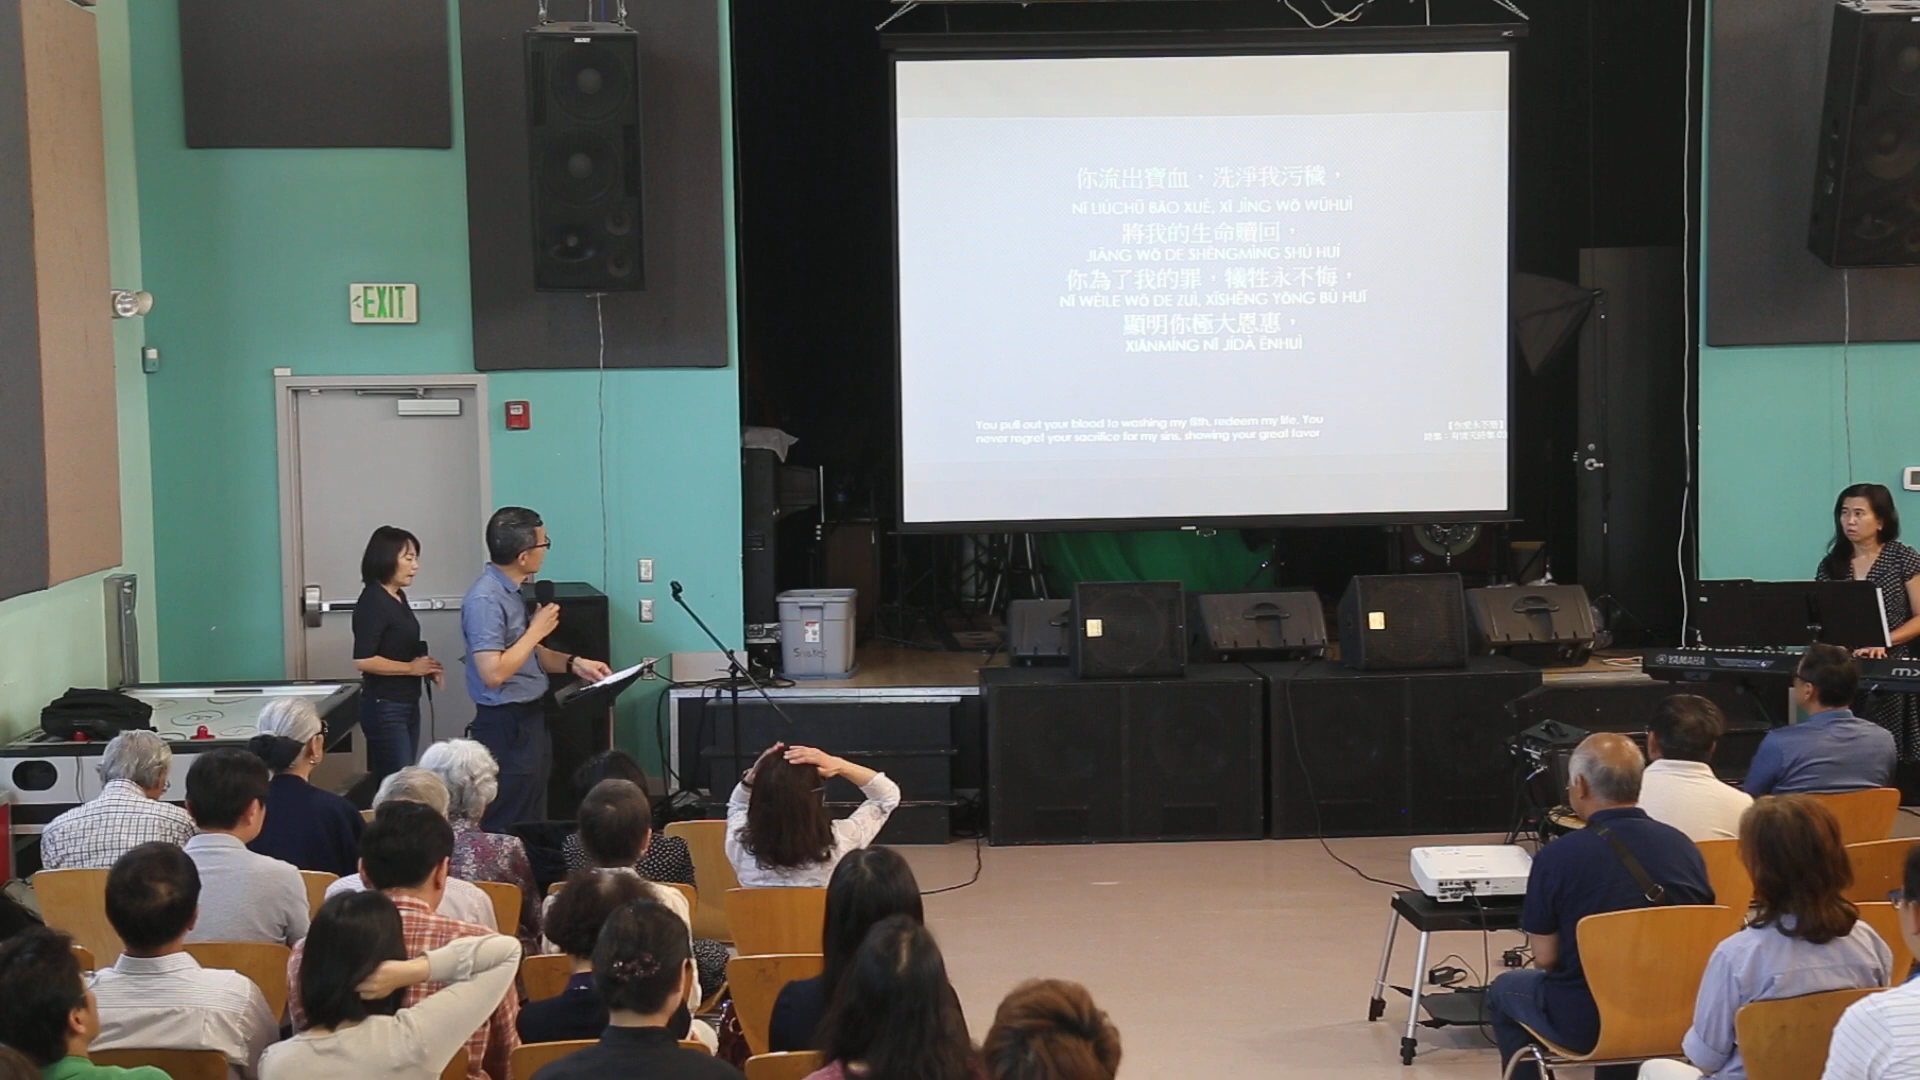 EXIT
你流出寶血，洗淨我污穢，
NǏ LIÚCHŪ BǍO XUÈ, XǏ JÌNG WǑ WŪHUÌ
將我的生命贖回，
JIĀNG WǑ DE SHĒNGMÌNG SHÚ HUÍ
你為了我的罪，犧牲永不悔，
NǏ WÈILE WǑ DE ZUÌ, XĪSHĒNG YǑNG BÙ HUǏ
顯明你極大恩惠，
XIǍNMÍNG NǏ JÍDÀ ĒNHUÌ
You pull out your blood to washing my filth, redeem my life. You
never regret your sacrifice for my sins, showing your great favor
YAMAHA